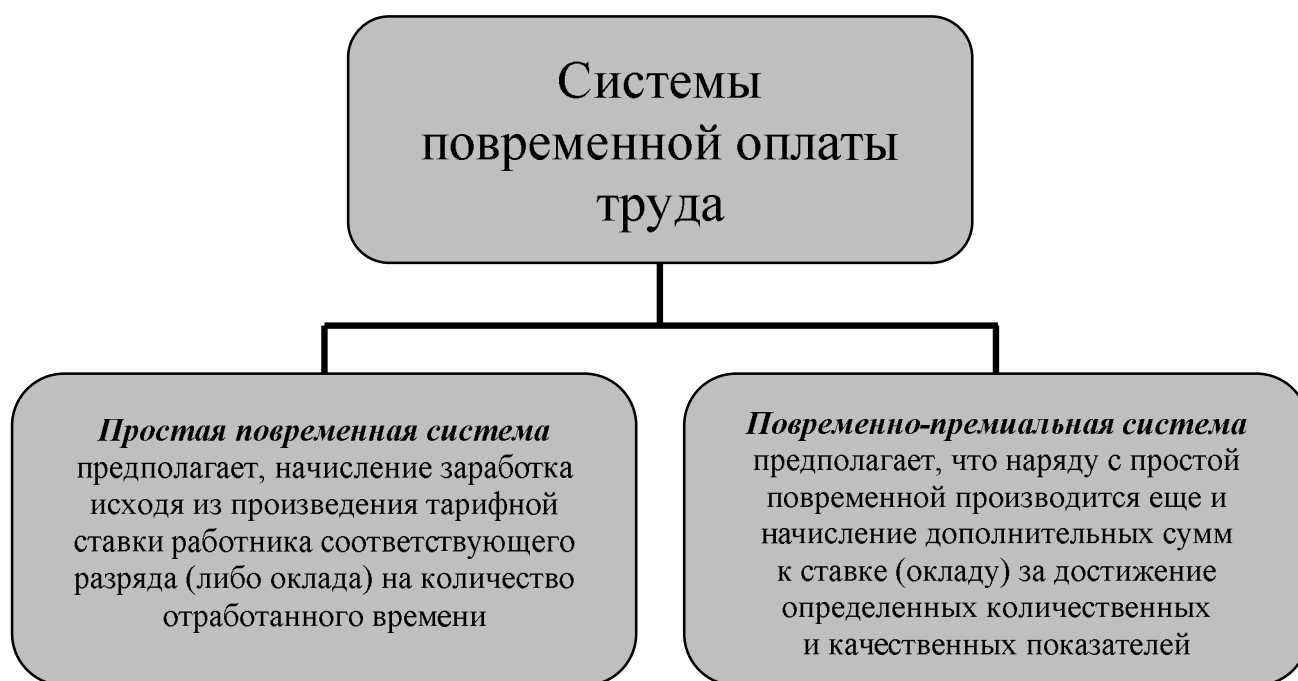 Системы
повременной оплаты
труда
Простая повременная система
предполагает, начисление заработка
исходя из произведения тарифной
ставки работника соответствующего
разряда (либо оклада) на количество
отработанного времени
Повременно-премиальная система
предполагает, что наряду с простой
повременной производится еще и
начисление дополнительных сумм
к ставке (окладу) за достижение
определенных количественных
и качественных показателей